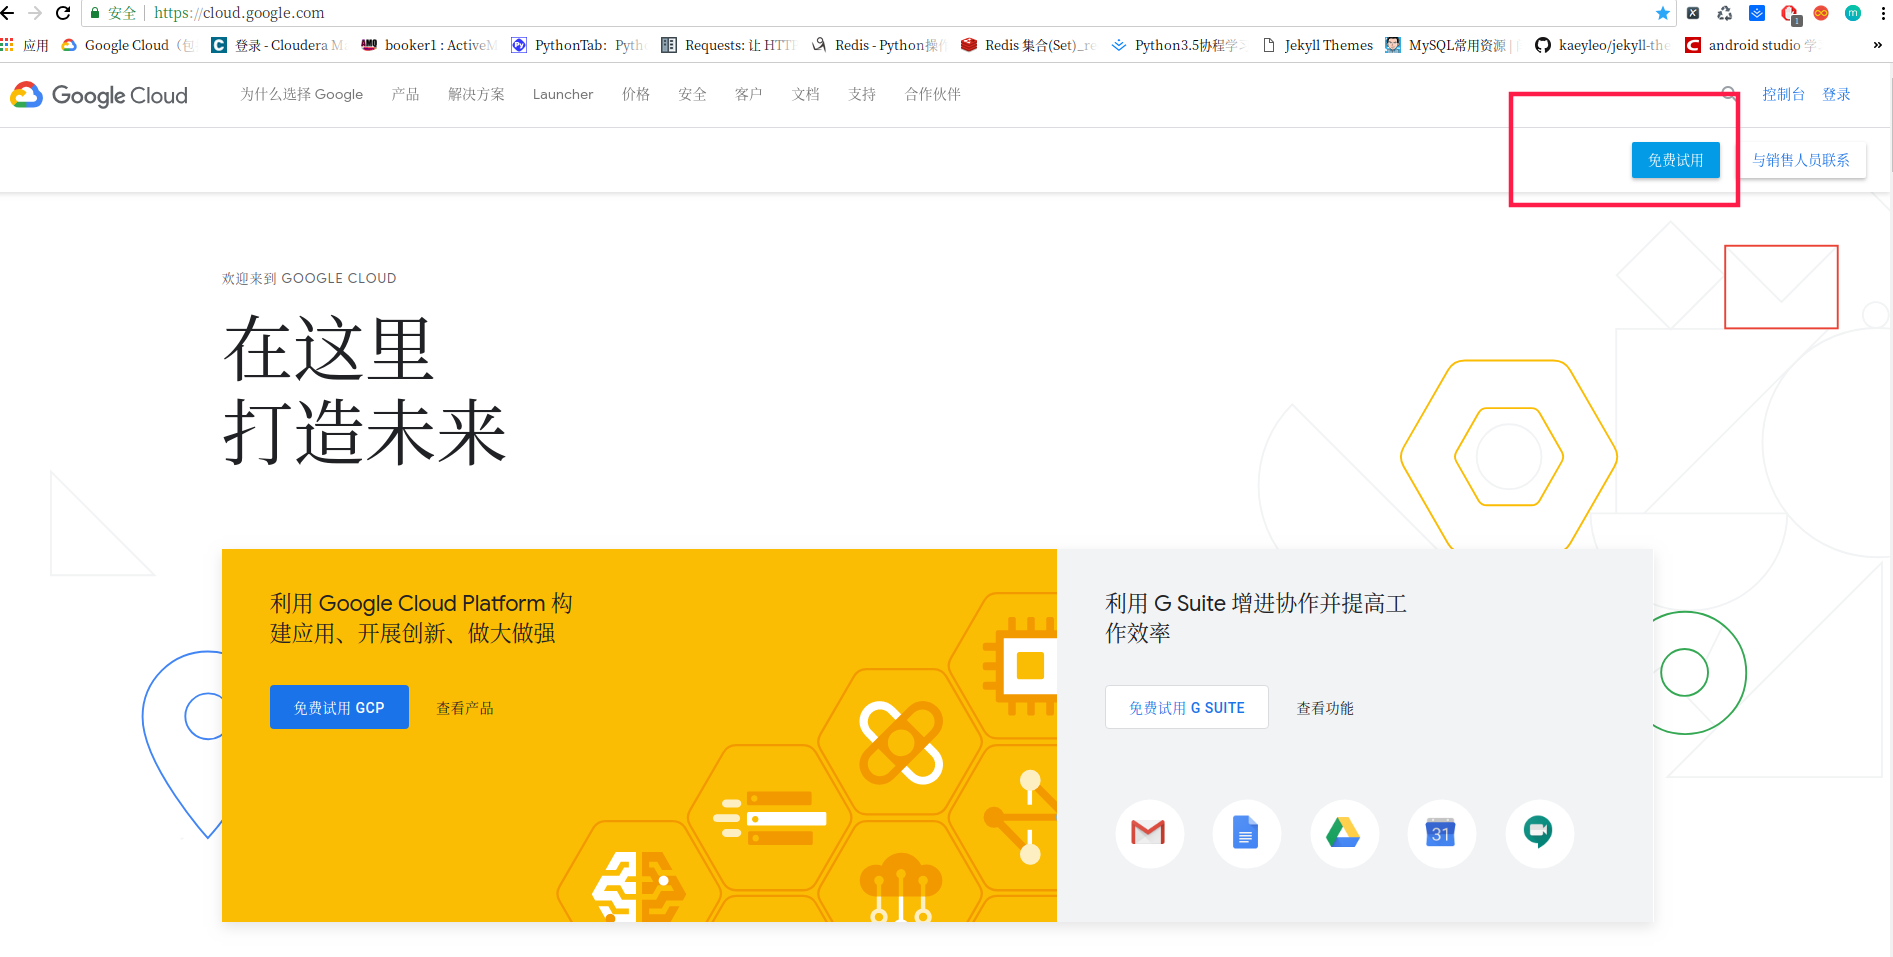 安全 | https://cloud.google.com
1
应用 Google Cloud（包 登录 - Cloudera M booker1 : ActiveM PythonTab：Pyth Requests: 让 HTTP Redis - Python操作 Redis 集合(Set)_re Python3.5协程学习 Jekyll Themes MySQL常用资源 | kaeyleo/jekyll-the android studio 学 »
Google Cloud 为什么选择 Google 产品 解决方案 Launcher 价格 安全 客户 文档 支持 合作伙伴 控制台 登录
免费试用 与销售人员联系
欢迎来到 GOOGLE CLOUD
在这里
打造未来
利用 Google Cloud Platform 构
建应用、开展创新、做大做强
免费试用 GCP 查看产品
利用 G Suite 增进协作并提高工
作效率
免费试用 G SUITE 查看功能
31